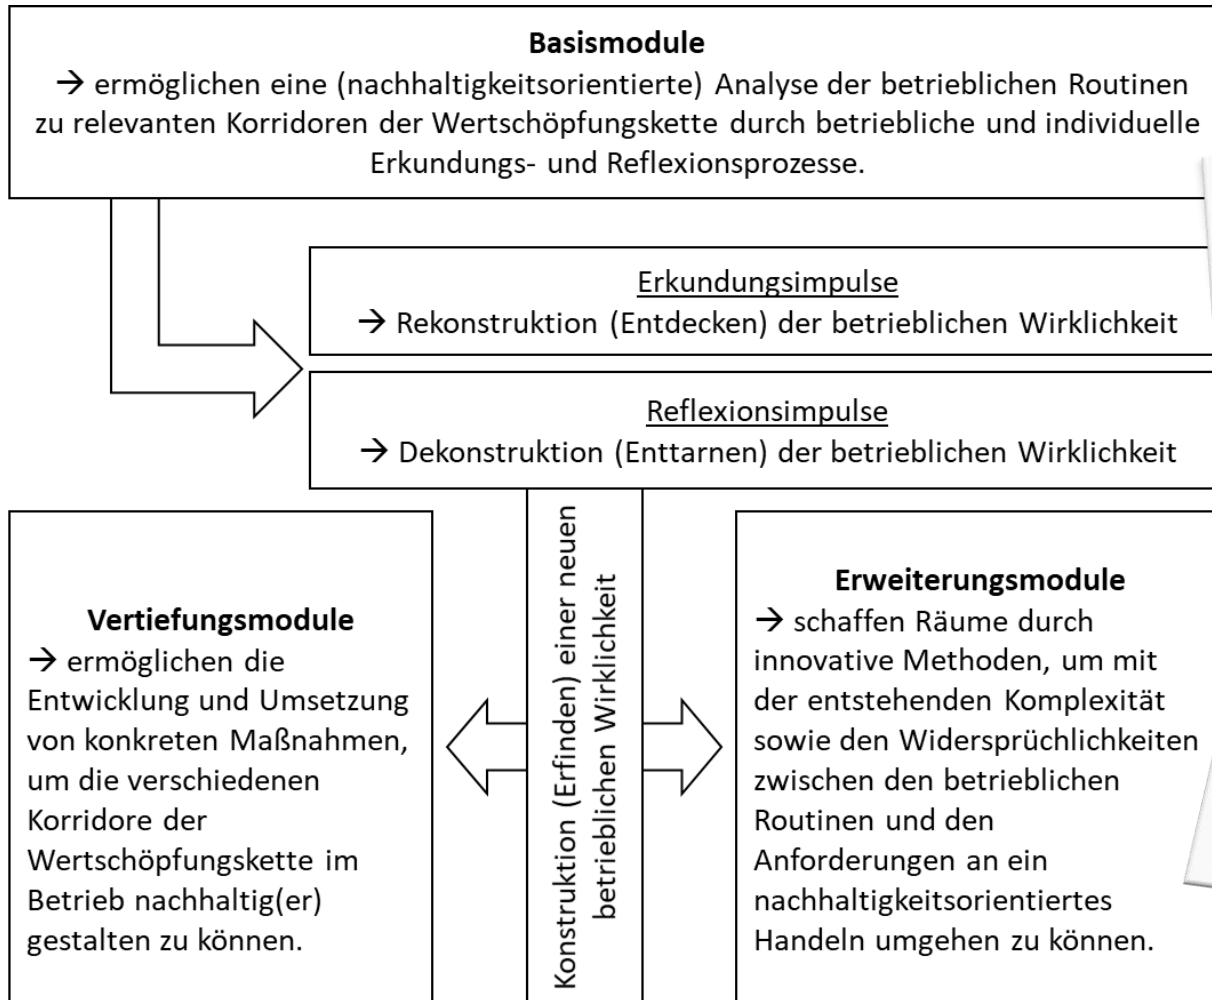 Basismodule
→ ermöglichen eine (nachhaltigkeitsorientierte) Analyse der betrieblichen Routinen
zu relevanten Korridoren der Wertschöpfungskette durch betriebliche und individuelle
Erkundungs- und Reflexionsprozesse.
Erkundungsimpulse
→ Rekonstruktion (Entdecken) der betrieblichen Wirklichkeit
Reflexionsimpulse
→ Dekonstruktion (Enttarnen) der betrieblichen Wirklichkeit
Vertiefungsmodule
→ ermöglichen die
Entwicklung und Umsetzung
von konkreten Maßnahmen,
um die verschiedenen
Korridore der
Wertschöpfungskette im
Betrieb nachhaltig(er)
gestalten zu können.
Konstruktion (Erfinden) einer neuen
betrieblichen Wirklichkeit
Erweiterungsmodule
→ schaffen Räume durch
innovative Methoden, um mit
der entstehenden Komplexität
sowie den Widersprüchlichkeiten
zwischen den betrieblichen
Routinen und den
Anforderungen an ein
nachhaltigkeitsorientiertes
Handeln umgehen zu können.